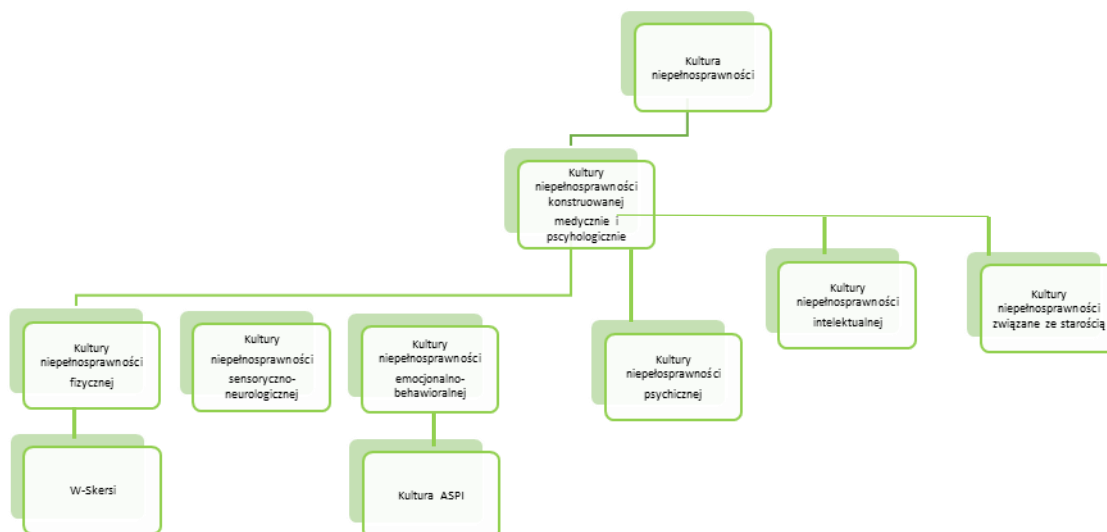 Kultura
niepełnosprawności
Kultury
niepełnosprawności
konstruowanej
medycznie i
pscyhologicznie
Kultury
niepełnosprawności
intelektualnej
Kultury
niepełnosprawności
związane ze starością
Kultury
niepełnosprawności
fizycznej
Kultury
niepełnosprawności
sensoryczno-
neurologicznej
Kultury
niepełnosprawności
emocjonalno-
behawioralnej
Kultury
niepełosprawności
psychicznej
W-Skersi
Kultura ASPI